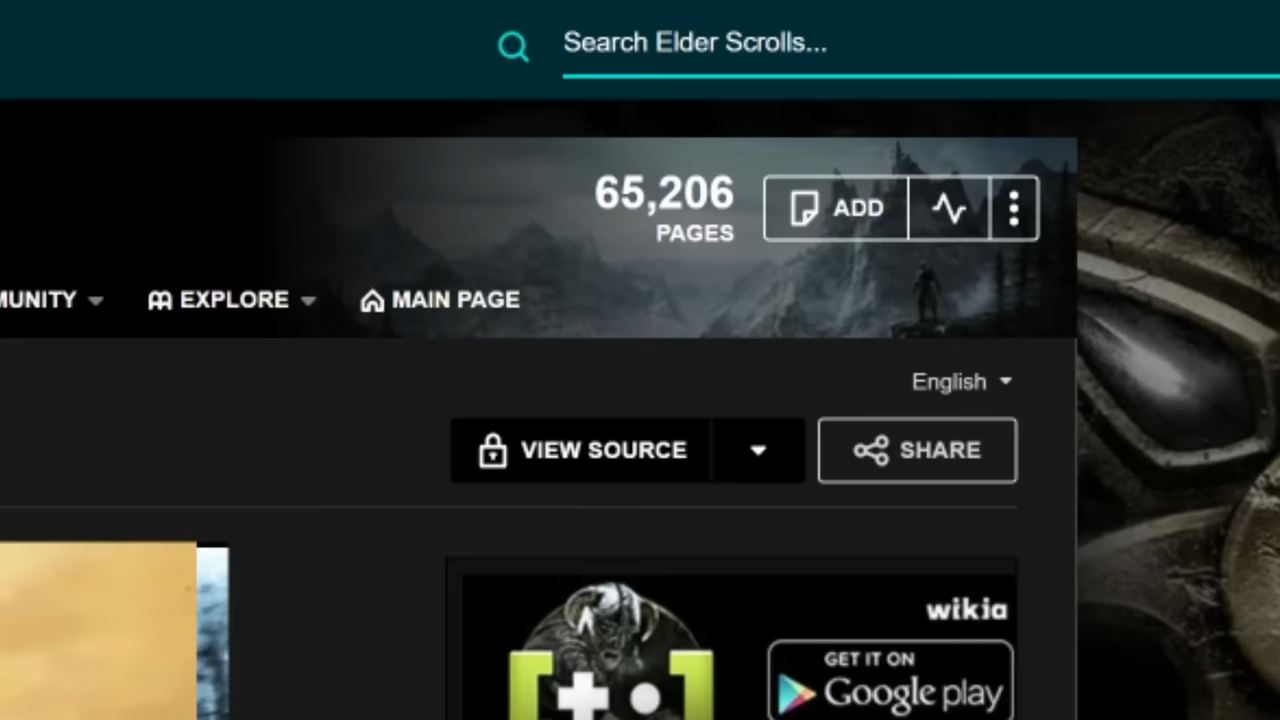 Search Elder Scrolls...
65,206
PAGES
ADD
MUNITY
EXPLORE
MAIN PAGE
English
VIEW SOURCE
SHARE
wikia
GET IT ON
Google play